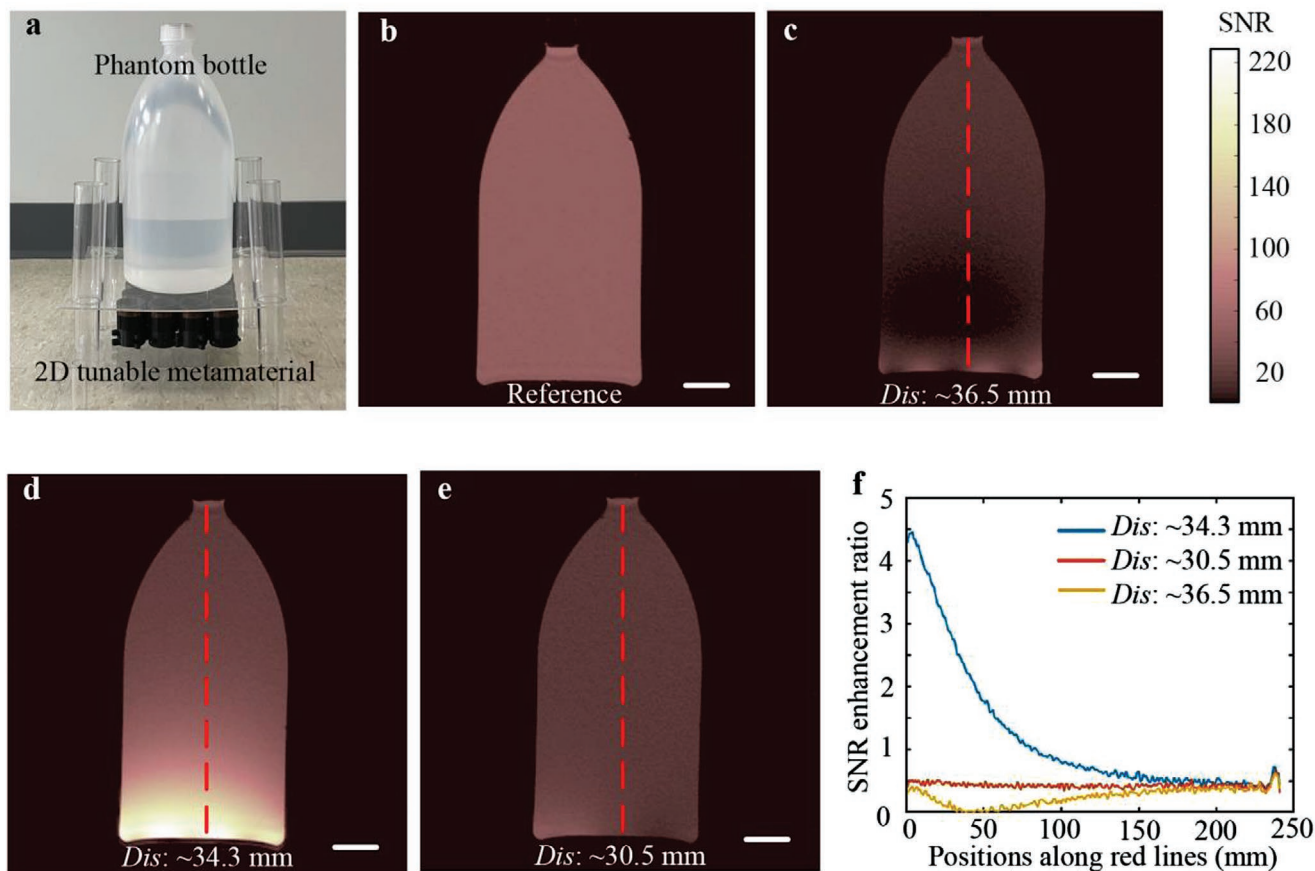 a
Phantom bottle
2D tunable metamaterial
b
Reference
c
Dis: ~36.5 mm
SNR
220
180
140
100
60
20
d
Dis: ~34.3 mm
e
Dis: ~30.5 mm
f
SNR enhancement ratio
5
4
3
2
1
0
Dis: ~34.3 mm
Dis: ~30.5 mm
Dis: ~36.5 mm
0 50 100 150 200 250
Positions along red lines (mm)